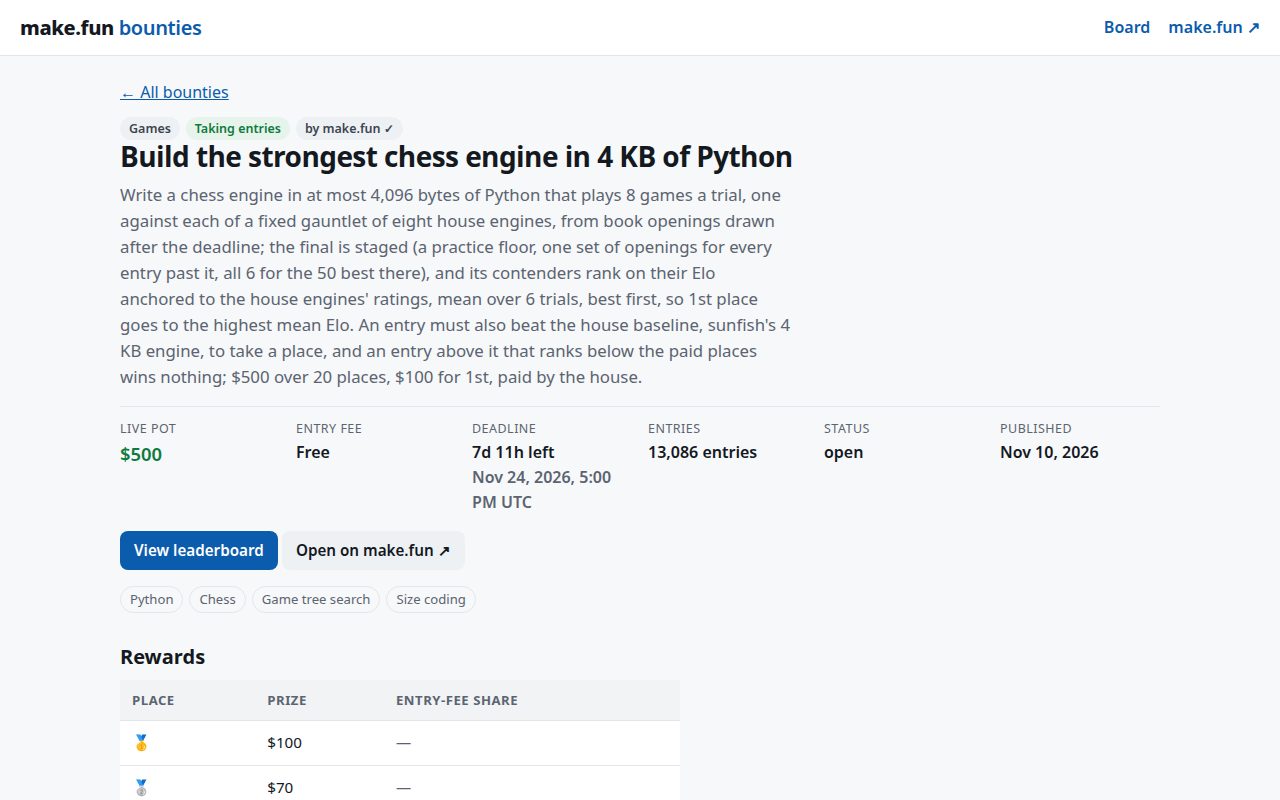 make.fun bounties
Board make.fun ↗
← All bounties
Games Taking entries by make.fun ✓
Build the strongest chess engine in 4 KB of Python
Write a chess engine in at most 4,096 bytes of Python that plays 8 games a trial, one
against each of a fixed gauntlet of eight house engines, from book openings drawn
after the deadline; the final is staged (a practice floor, one set of openings for every
entry past it, all 6 for the 50 best there), and its contenders rank on their Elo
anchored to the house engines' ratings, mean over 6 trials, best first, so 1st place
goes to the highest mean Elo. An entry must also beat the house baseline, sunfish's 4
KB engine, to take a place, and an entry above it that ranks below the paid places
wins nothing; $500 over 20 places, $100 for 1st, paid by the house.
LIVE POT ENTRY FEE DEADLINE ENTRIES STATUS PUBLISHED
$500 Free 7d 11h left 13,086 entries open Nov 10, 2026
Nov 24, 2026, 5:00
PM UTC
View leaderboard Open on make.fun ↗
Python Chess Game tree search Size coding
Rewards
PLACE PRIZE ENTRY-FEE SHARE
🥇 $100 —
🥈 $70 —